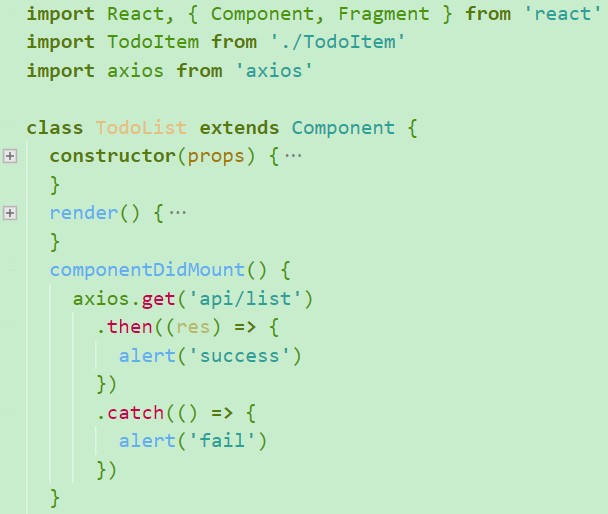 import React, { Component, Fragment } from 'react'
import TodoItem from './TodoItem'
import axios from 'axios'
class TodoList extends Component {
constructor(props) {···
}
render() {···
}
componentDidMount() {
axios.get('api/list')
.then((res) => {
alert('success')
})
.catch(() => {
alert('fail')
})
}